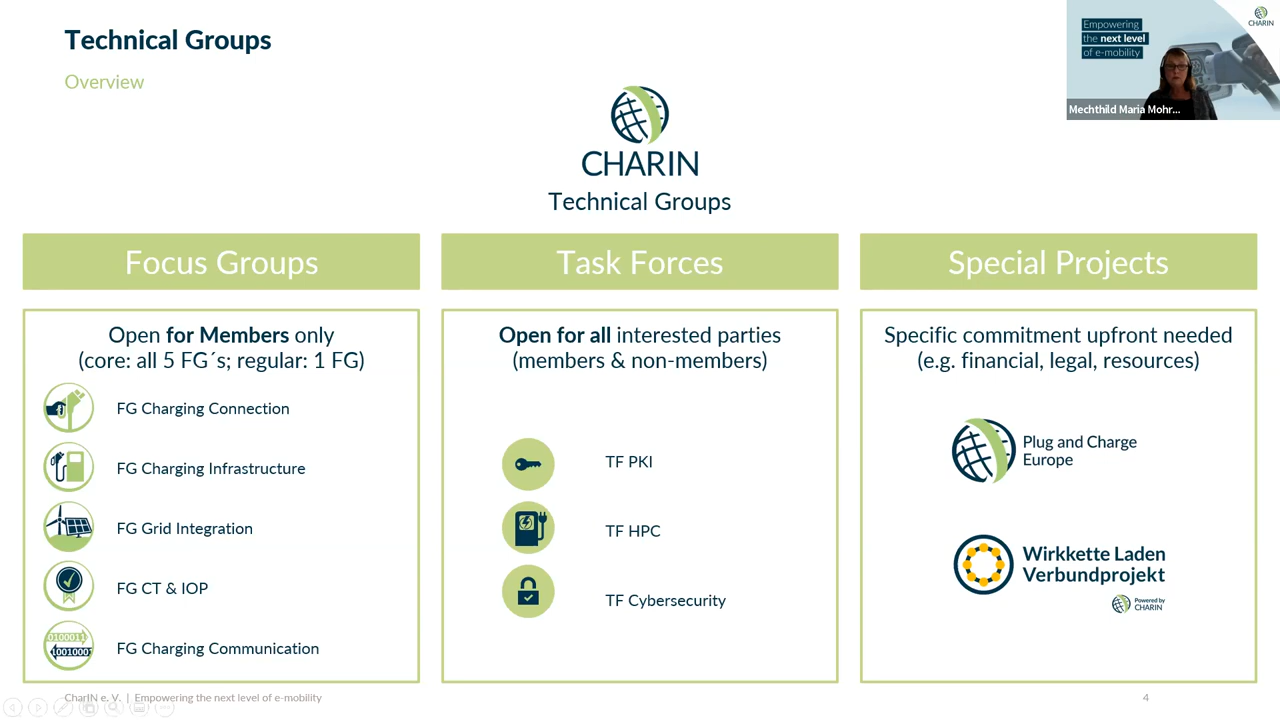 Technical Groups
Overview
Empowering
the next level
of e-mobility
CHARIN
Mechthild Maria Mohr...
CHARIN
Technical Groups
Focus Groups
Open for Members only
(core: all 5 FG´s; regular: 1 FG)
FG Charging Connection
FG Charging Infrastructure
FG Grid Integration
FG CT & IOP
0100011
1001000
FG Charging Communication
Task Forces
Open for all interested parties
(members & non-members)
TF PKI
TF HPC
TF Cybersecurity
Special Projects
Specific commitment upfront needed
(e.g. financial, legal, resources)
Plug and Charge
Europe
Wirkkette Laden
Verbundprojekt
Powered by
CHARIN
CharIN e. V. | Empowering the next level of e-mobility
4